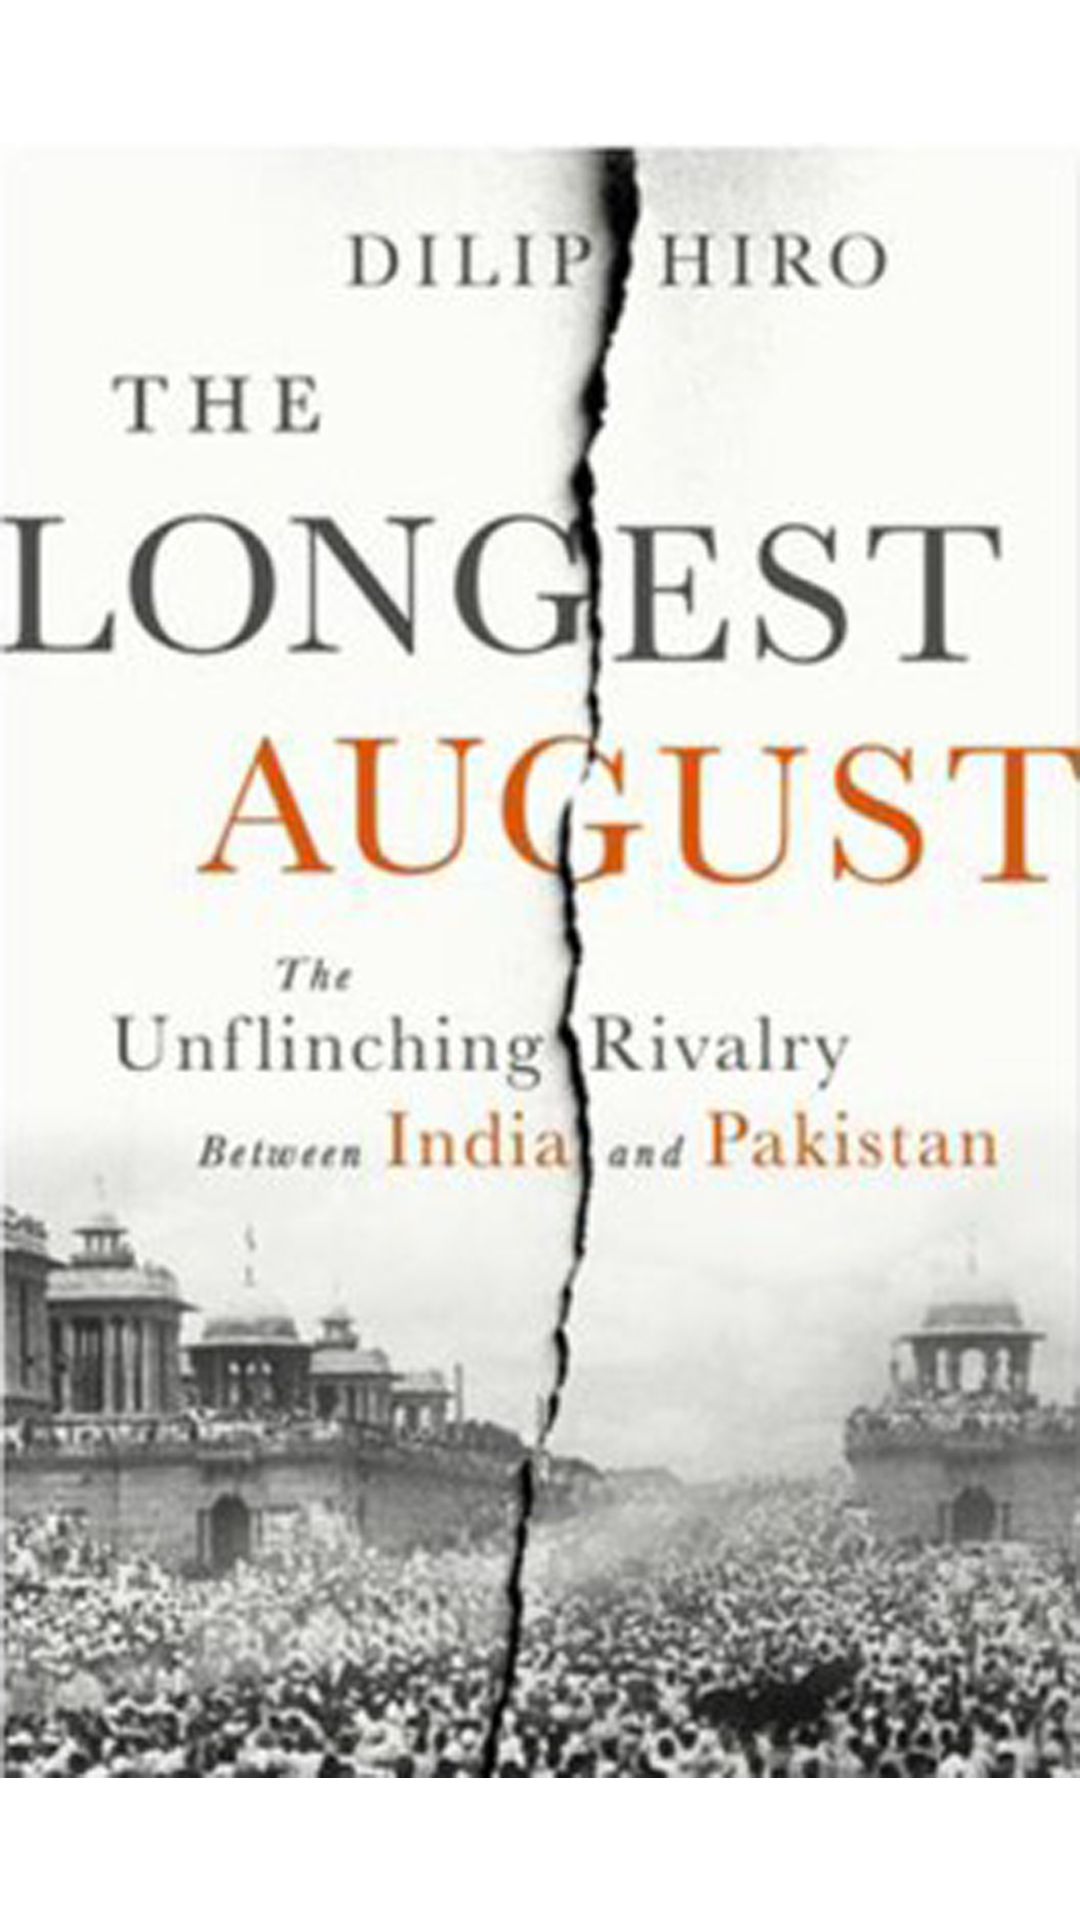 DILIP HIRO
THE
LONGEST
AUGUST
The
Unflinching Rivalry
Between India and Pakistan